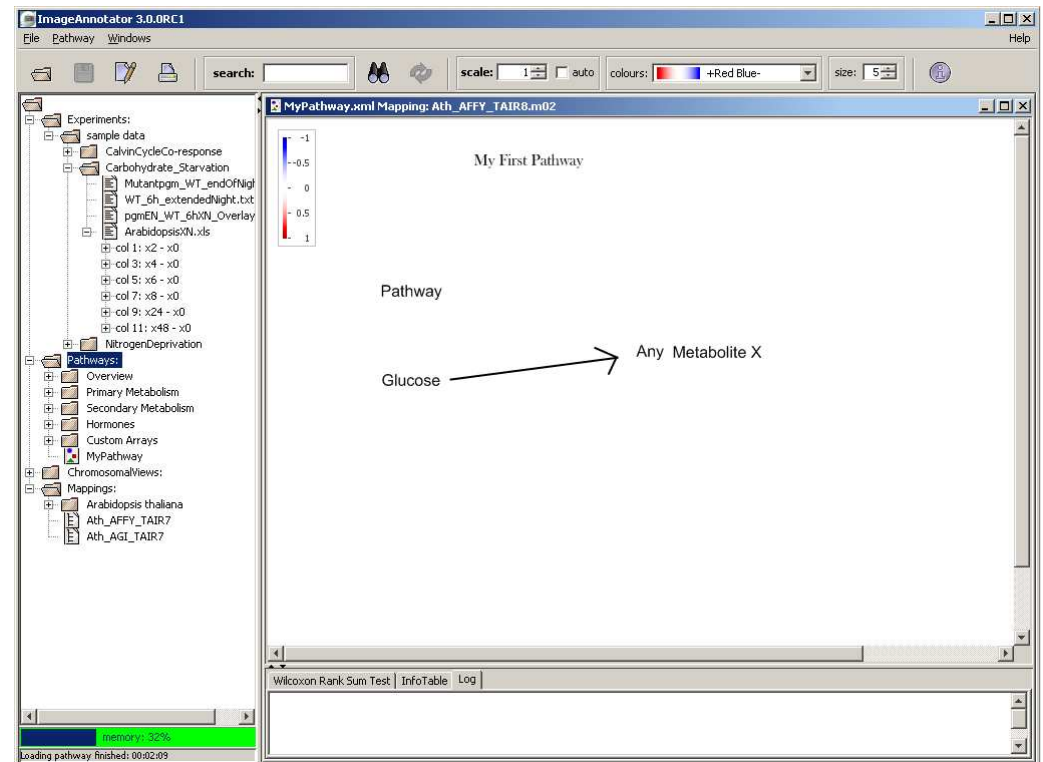 ImageAnnotator 3.0.0RC1
File Pathway Windows Help
search: scale: 1 auto colours: +Red Blue- size: 5
Experiments:
sample data
CalvinCycleCo-response
Carbohydrate_Starvation
Mutantpgm_WT_endOfNigh
WT_6h_extendedNight.txt
pgmEN_WT_6hXN_Overlay
ArabidopsisXN.xls
col 1: x2 - x0
col 3: x4 - x0
col 5: x6 - x0
col 7: x8 - x0
col 9: x24 - x0
col 11: x48 - x0
NitrogenDeprivation
Pathways:
Overview
Primary Metabolism
Secondary Metabolism
Hormones
Custom Arrays
MyPathway
ChromosomalViews:
Mappings:
Arabidopsis thaliana
Ath_AFFY_TAIR7
Ath_AGI_TAIR7
memory: 32%
Loading pathway finished: 00:02:09
MyPathway.xml Mapping: Ath_AFFY_TAIR8.m02
-1
-0.5
0
0.5
1
My First Pathway
Pathway
Any Metabolite X
Glucose
Wilcoxon Rank Sum Test InfoTable Log